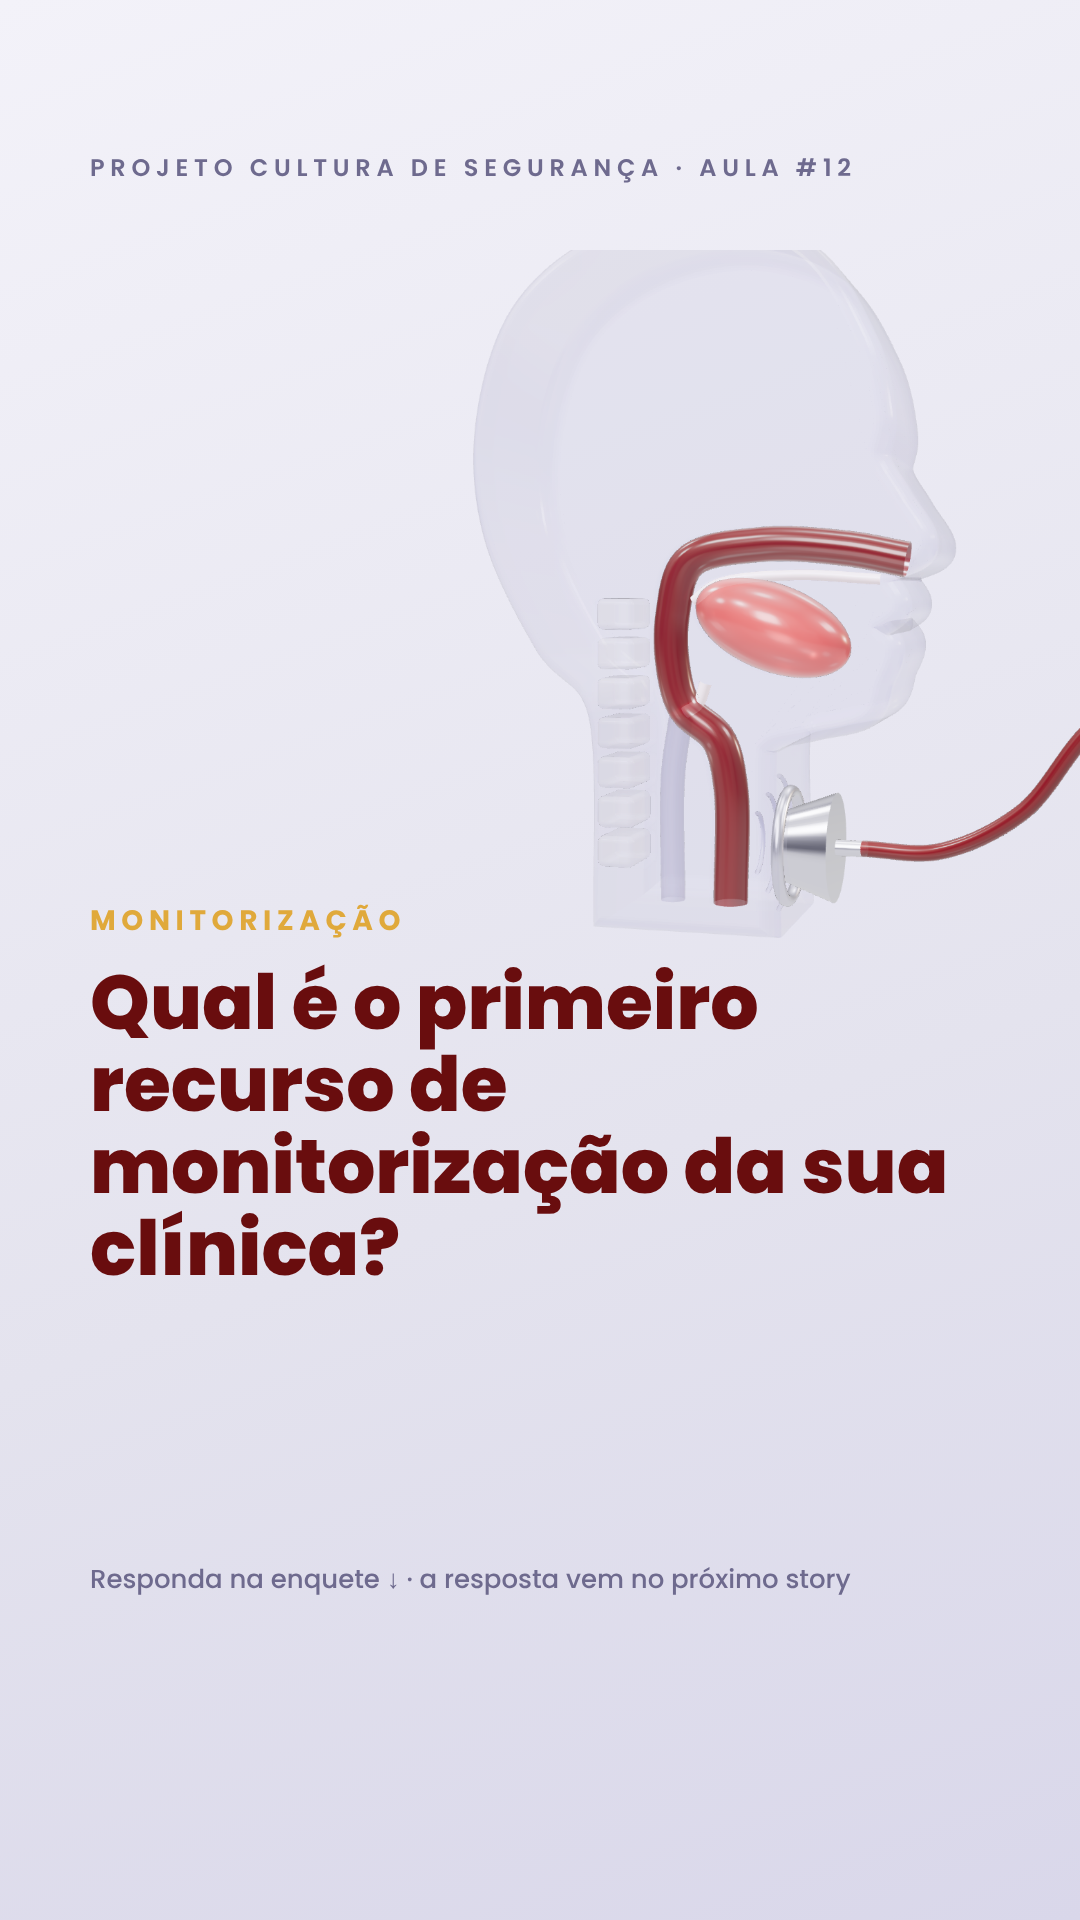 PROJETO CULTURA DE SEGURANÇA · AULA #12
MONITORIZAÇÃO
Qual é o primeiro
recurso de
monitorização da sua
clínica?
Responda na enquete ↓ · a resposta vem no próximo story